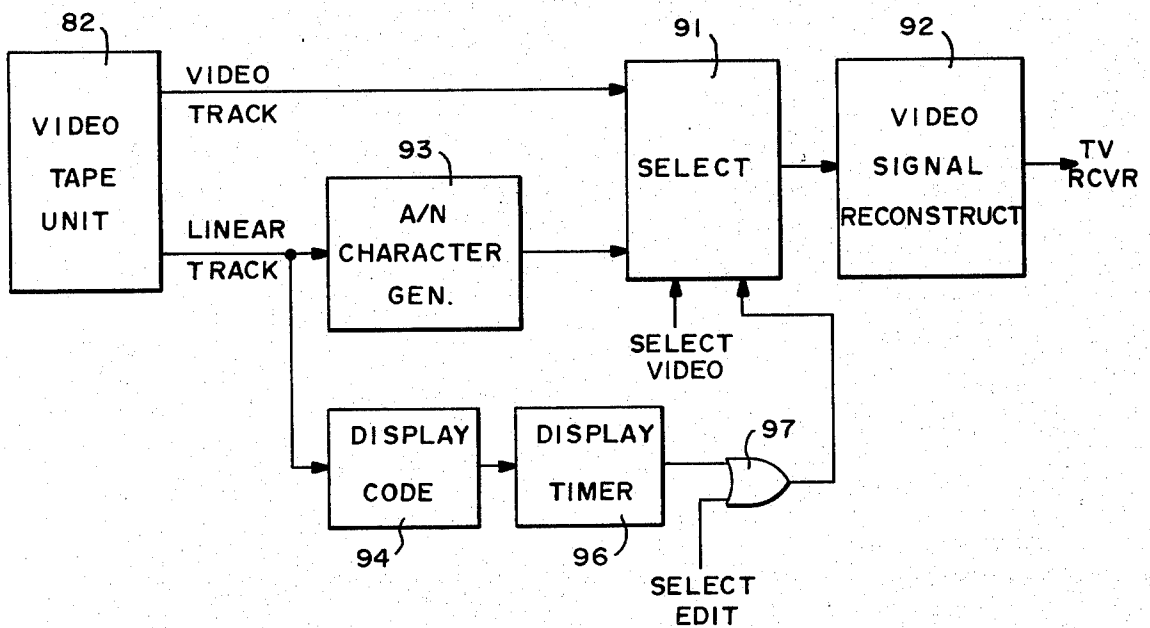 82
91
92
VIDEO
TRACK
VIDEO
TAPE
UNIT
93
LINEAR
TRACK
A/N
CHARACTER
GEN.
SELECT
VIDEO
SIGNAL
RECONSTRUCT
TV
RCVR
SELECT
VIDEO
DISPLAY
CODE
94
DISPLAY
TIMER
96
97
SELECT
EDIT